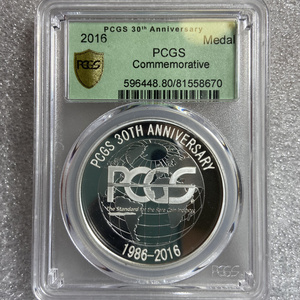 PCGS 30th Anniversary
2016 Medal
PCGS
PCGS
Commemorative
596448.80/81558670
PCGS 30TH ANNIVERSARY
PCGS
The Standard for the Rare Coin Industry
1986-2016